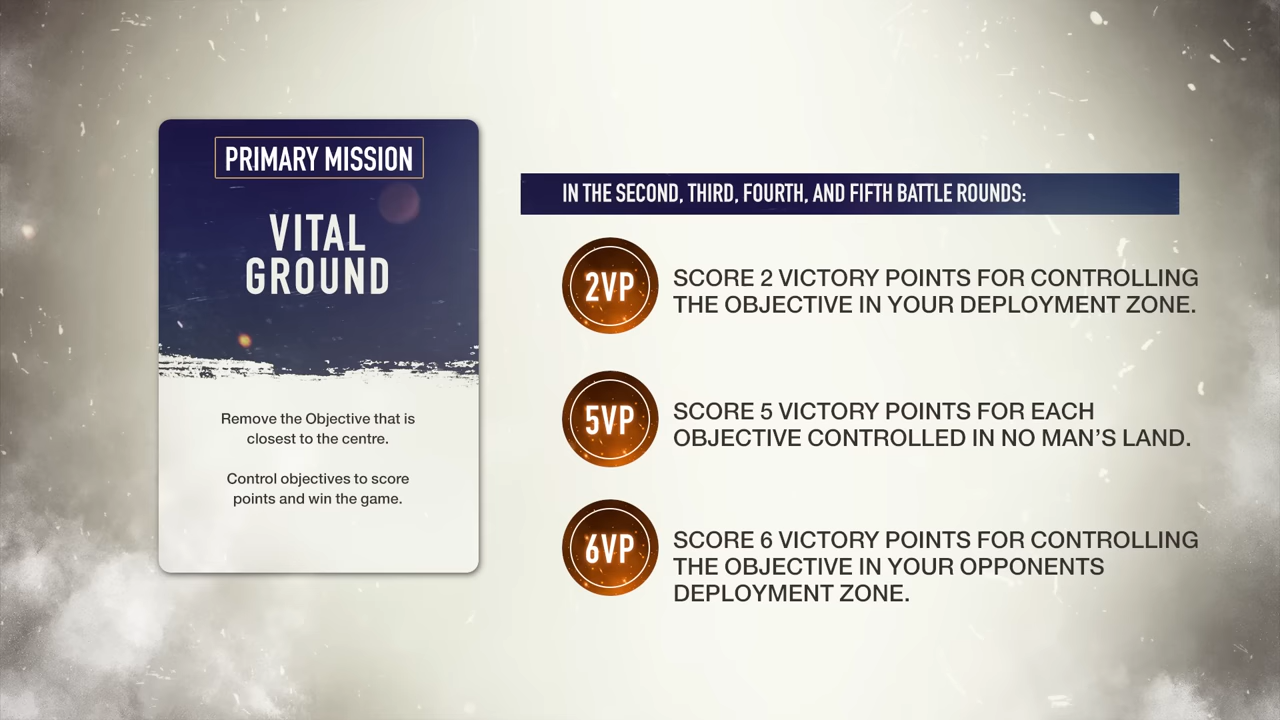 PRIMARY MISSION
VITAL
GROUND
Remove the Objective that is
closest to the centre.
Control objectives to score
points and win the game.
IN THE SECOND, THIRD, FOURTH, AND FIFTH BATTLE ROUNDS:
2VP
SCORE 2 VICTORY POINTS FOR CONTROLLING
THE OBJECTIVE IN YOUR DEPLOYMENT ZONE.
5VP
SCORE 5 VICTORY POINTS FOR EACH
OBJECTIVE CONTROLLED IN NO MAN'S LAND.
6VP
SCORE 6 VICTORY POINTS FOR CONTROLLING
THE OBJECTIVE IN YOUR OPPONENTS
DEPLOYMENT ZONE.